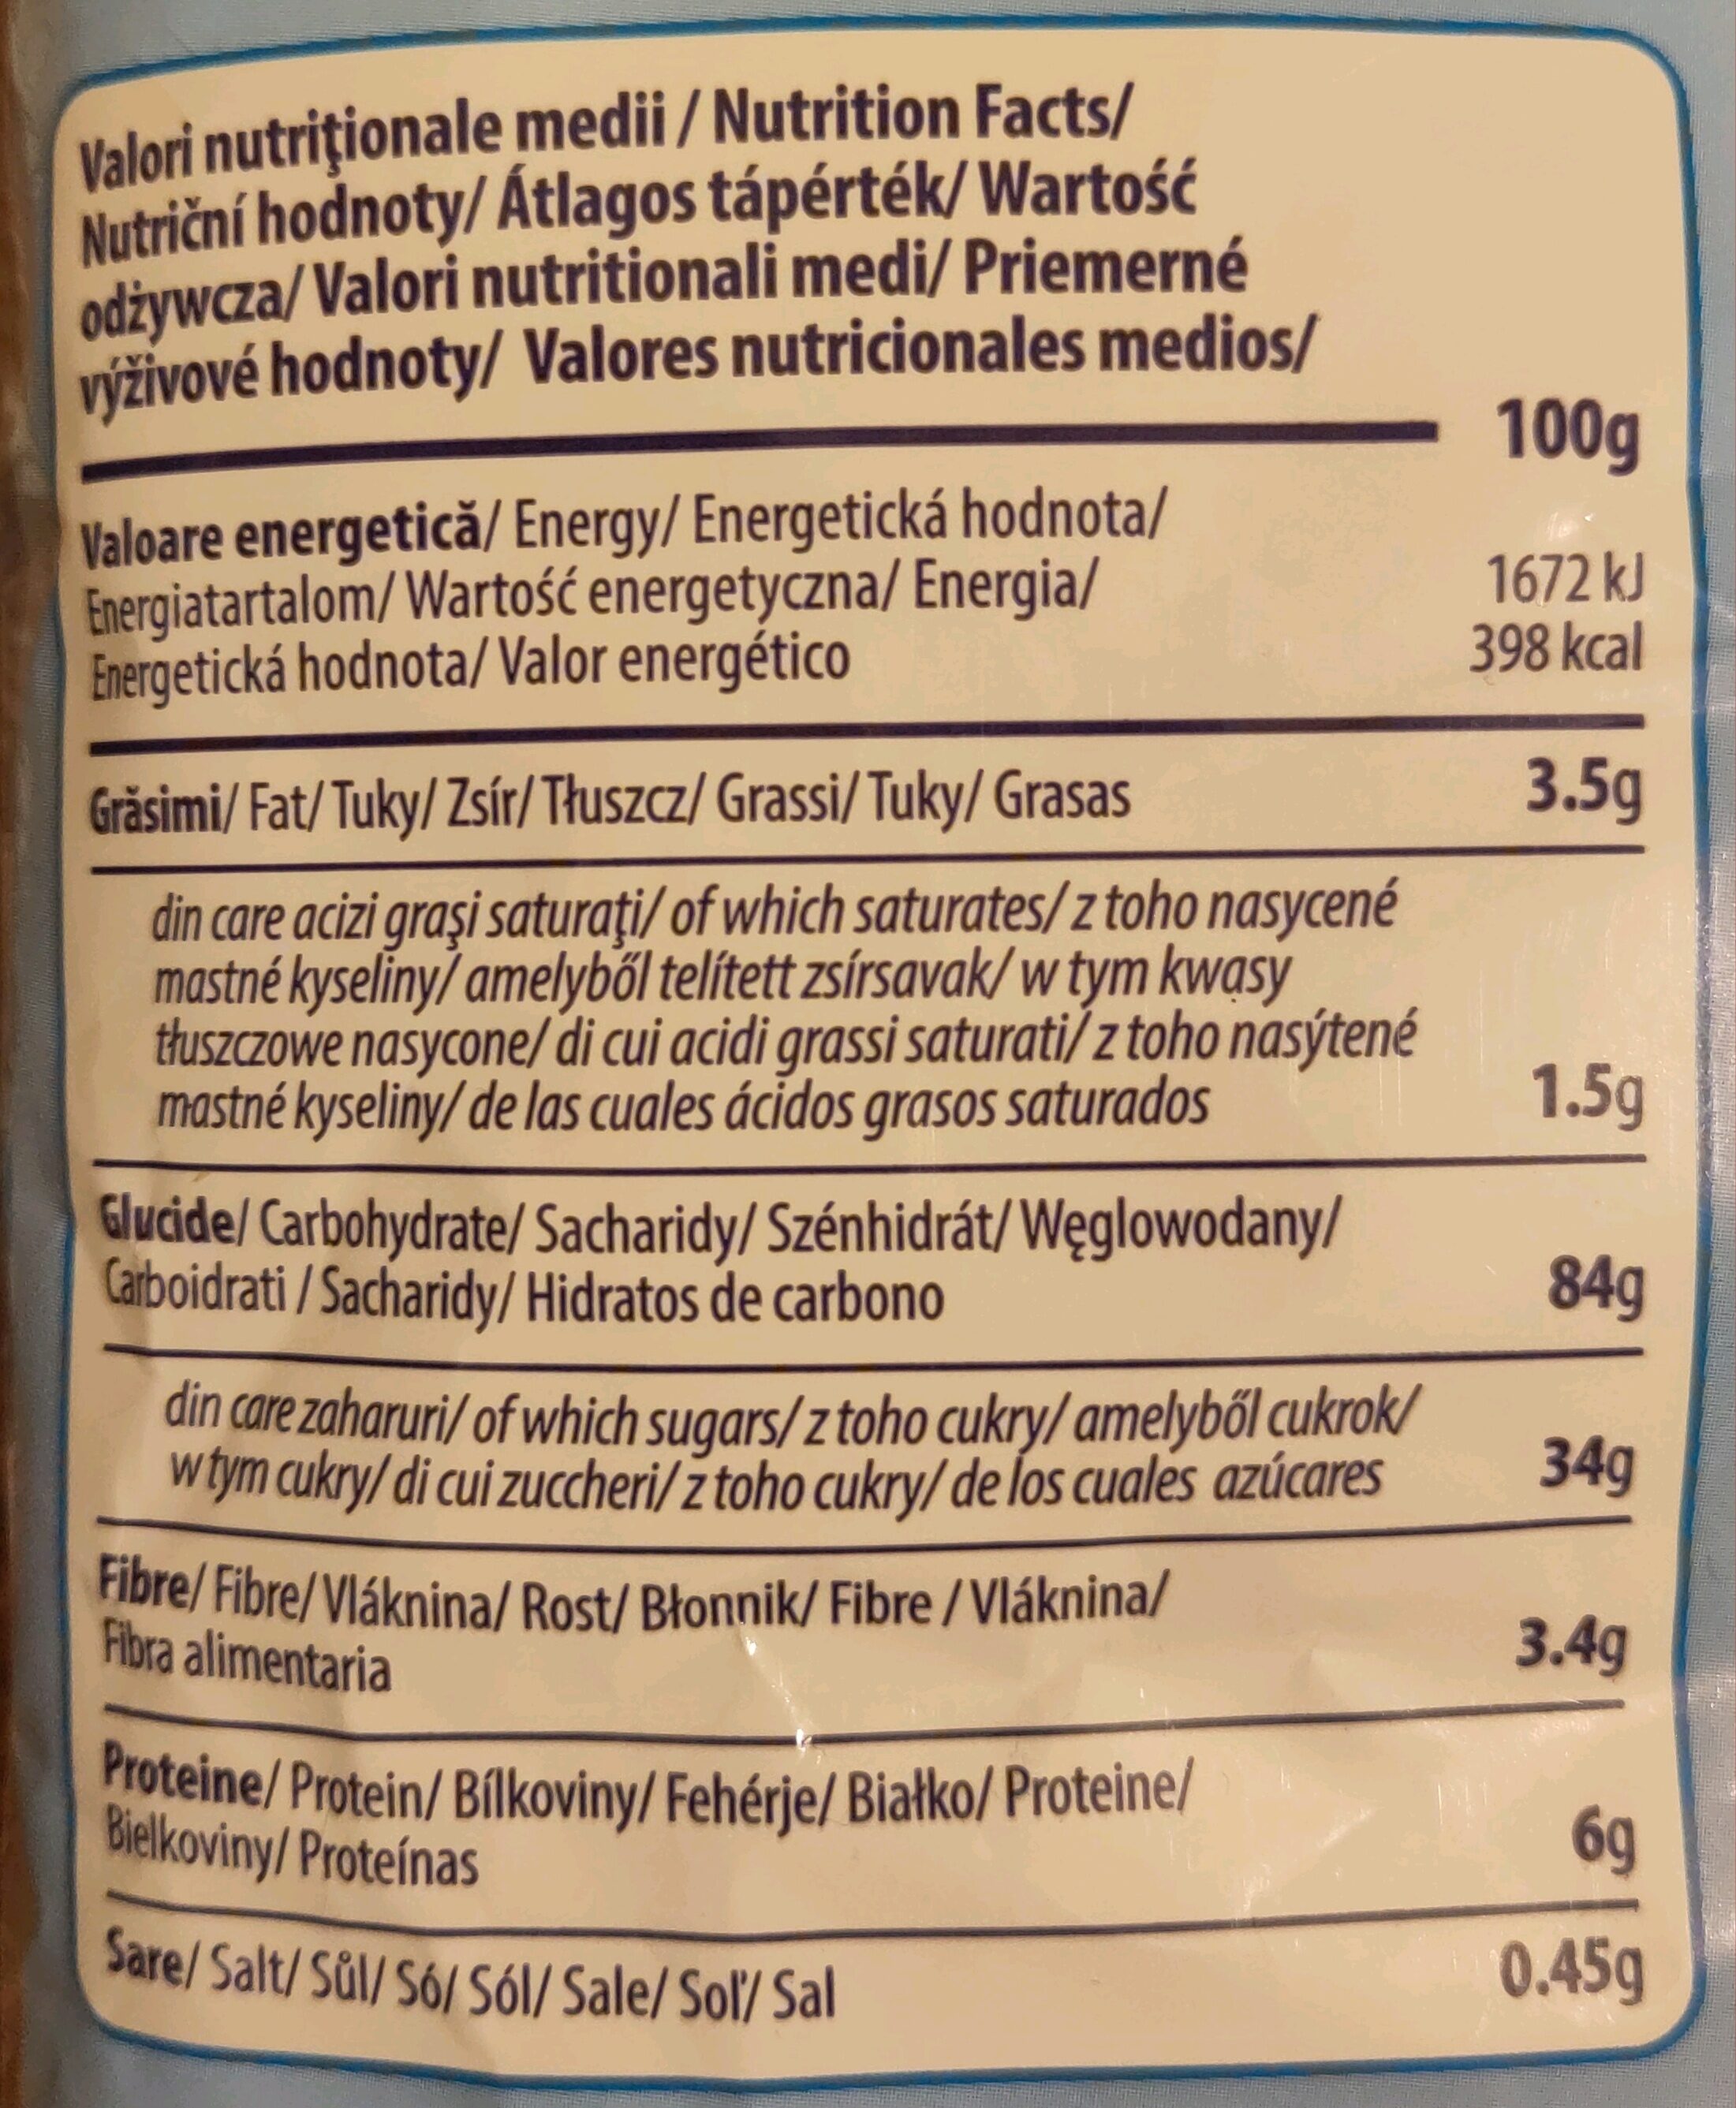 Valori nutriţionale medii / Nutrition Facts/
Nutriční hodnoty/ Átlagos tápérték/ Wartość
odżywcza/ Valori nutritionali medi/ Priemerné
výživové hodnoty/ Valores nutricionales medios/
100g
Valoare energetică/ Energy/ Energetická hodnota/
Energiatartalom/ Wartość energetyczna/ Energia/ 1672 kJ
Energetická hodnota/ Valor energético 398 kcal
Grăsimi/ Fat/ Tuky/ Zsír/ Tłuszcz/ Grassi/ Tuky/ Grasas 3.5g
din care acizi graşi saturaţi/ of which saturates/ z toho nasycené
mastné kyseliny/ amelyből telített zsírsavak/ w tym kwasy
tłuszczowe nasycone/ di cui acidi grassi saturati/ z toho nasýtené
mastné kyseliny/ de las cuales ácidos grasos saturados 1.5g
Glucide/ Carbohydrate/ Sacharidy/ Szénhidrát/ Węglowodany/
Carboidrati / Sacharidy/ Hidratos de carbono 84g
din care zaharuri/ of which sugars/ z toho cukry/ amelyből cukrok/
w tym cukry/ di cui zuccheri/ z toho cukry/ de los cuales azúcares 34g
Fibre/ Fibre/ Vláknina/ Rost/ Błonnik/ Fibre / Vláknina/
Fibra alimentaria 3.4g
Proteine/ Protein/ Bílkoviny/ Fehérje/ Białko/ Proteine/
Bielkoviny/ Proteínas 6g
Sare/ Salt/ Sůl/ Só/ Sól/ Sale/ Soľ/ Sal 0.45g